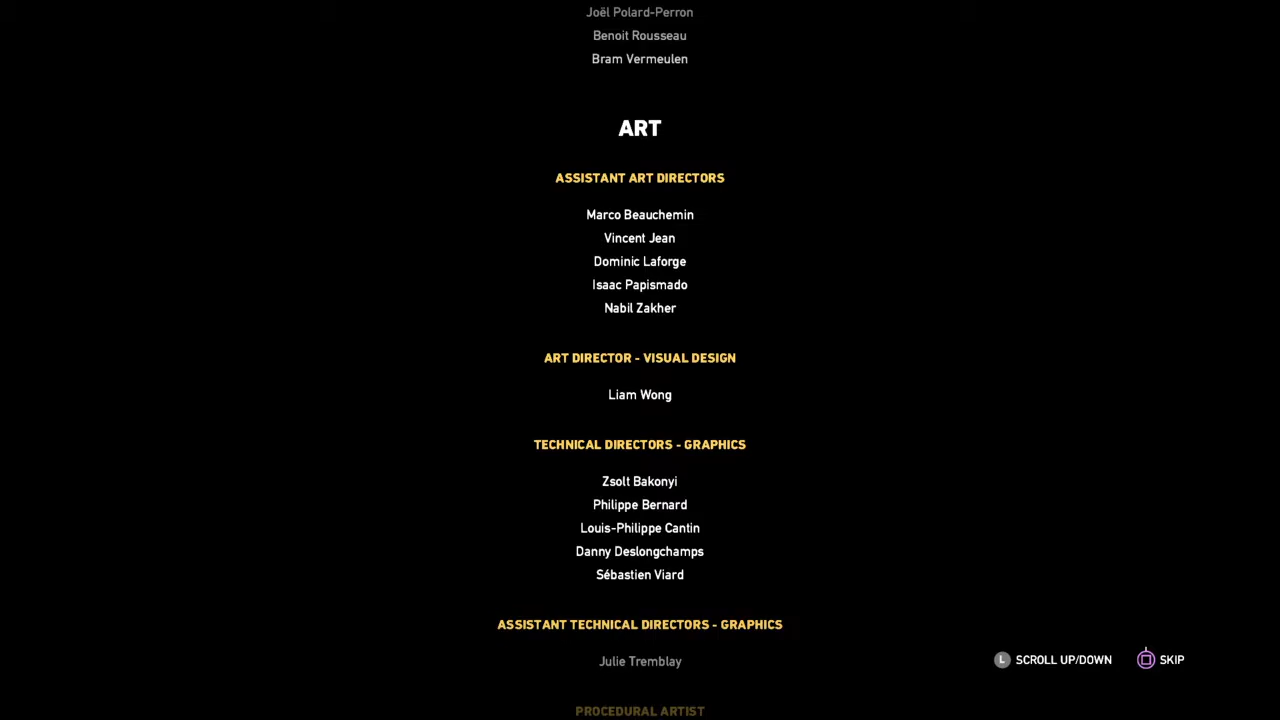 Joël Polard-Perron
Benoit Rousseau
Bram Vermeulen
ART
ASSISTANT ART DIRECTORS
Marco Beauchemin
Vincent Jean
Dominic Laforge
Isaac Papismado
Nabil Zakher
ART DIRECTOR - VISUAL DESIGN
Liam Wong
TECHNICAL DIRECTORS - GRAPHICS
Zsolt Bakonyi
Philippe Bernard
Louis-Philippe Cantin
Danny Deslongchamps
Sébastien Viard
ASSISTANT TECHNICAL DIRECTORS - GRAPHICS
Julie Tremblay
L SCROLL UP/DOWN SKIP
PROCEDURAL ARTIST